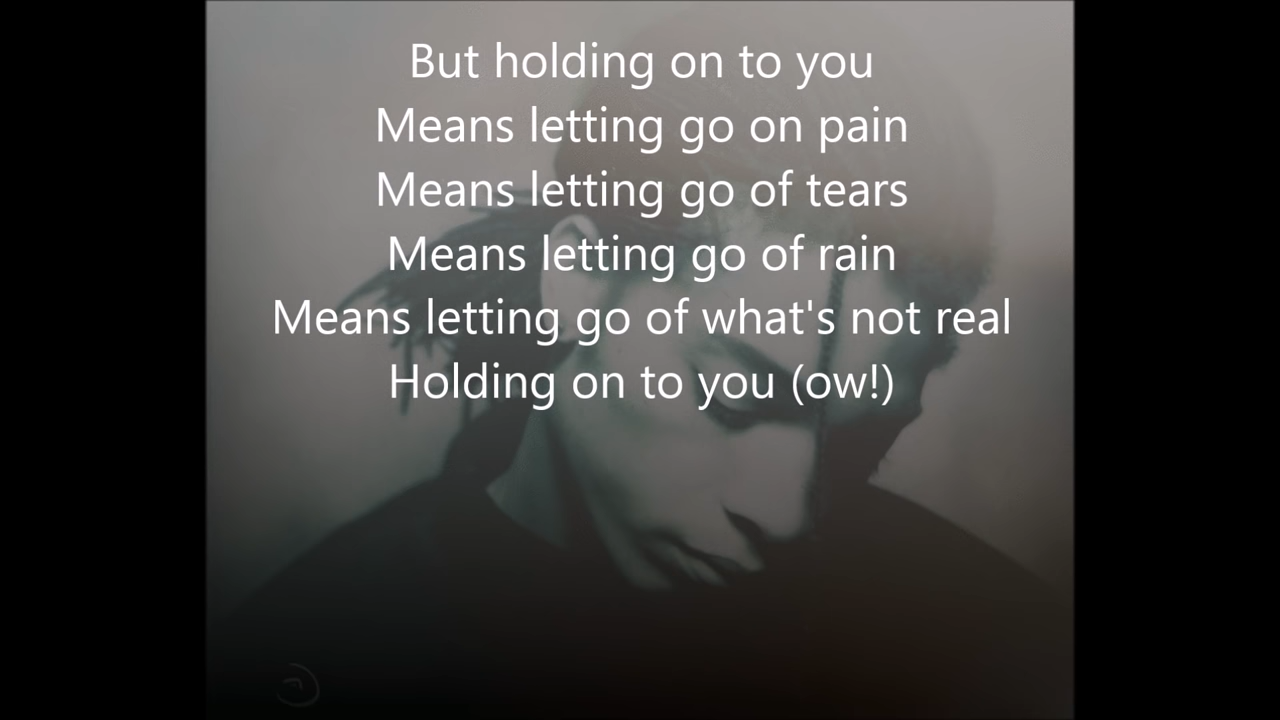 But holding on to you
Means letting go on pain
Means letting go of tears
Means letting go of rain
Means letting go of what's not real
Holding on to you (ow!)